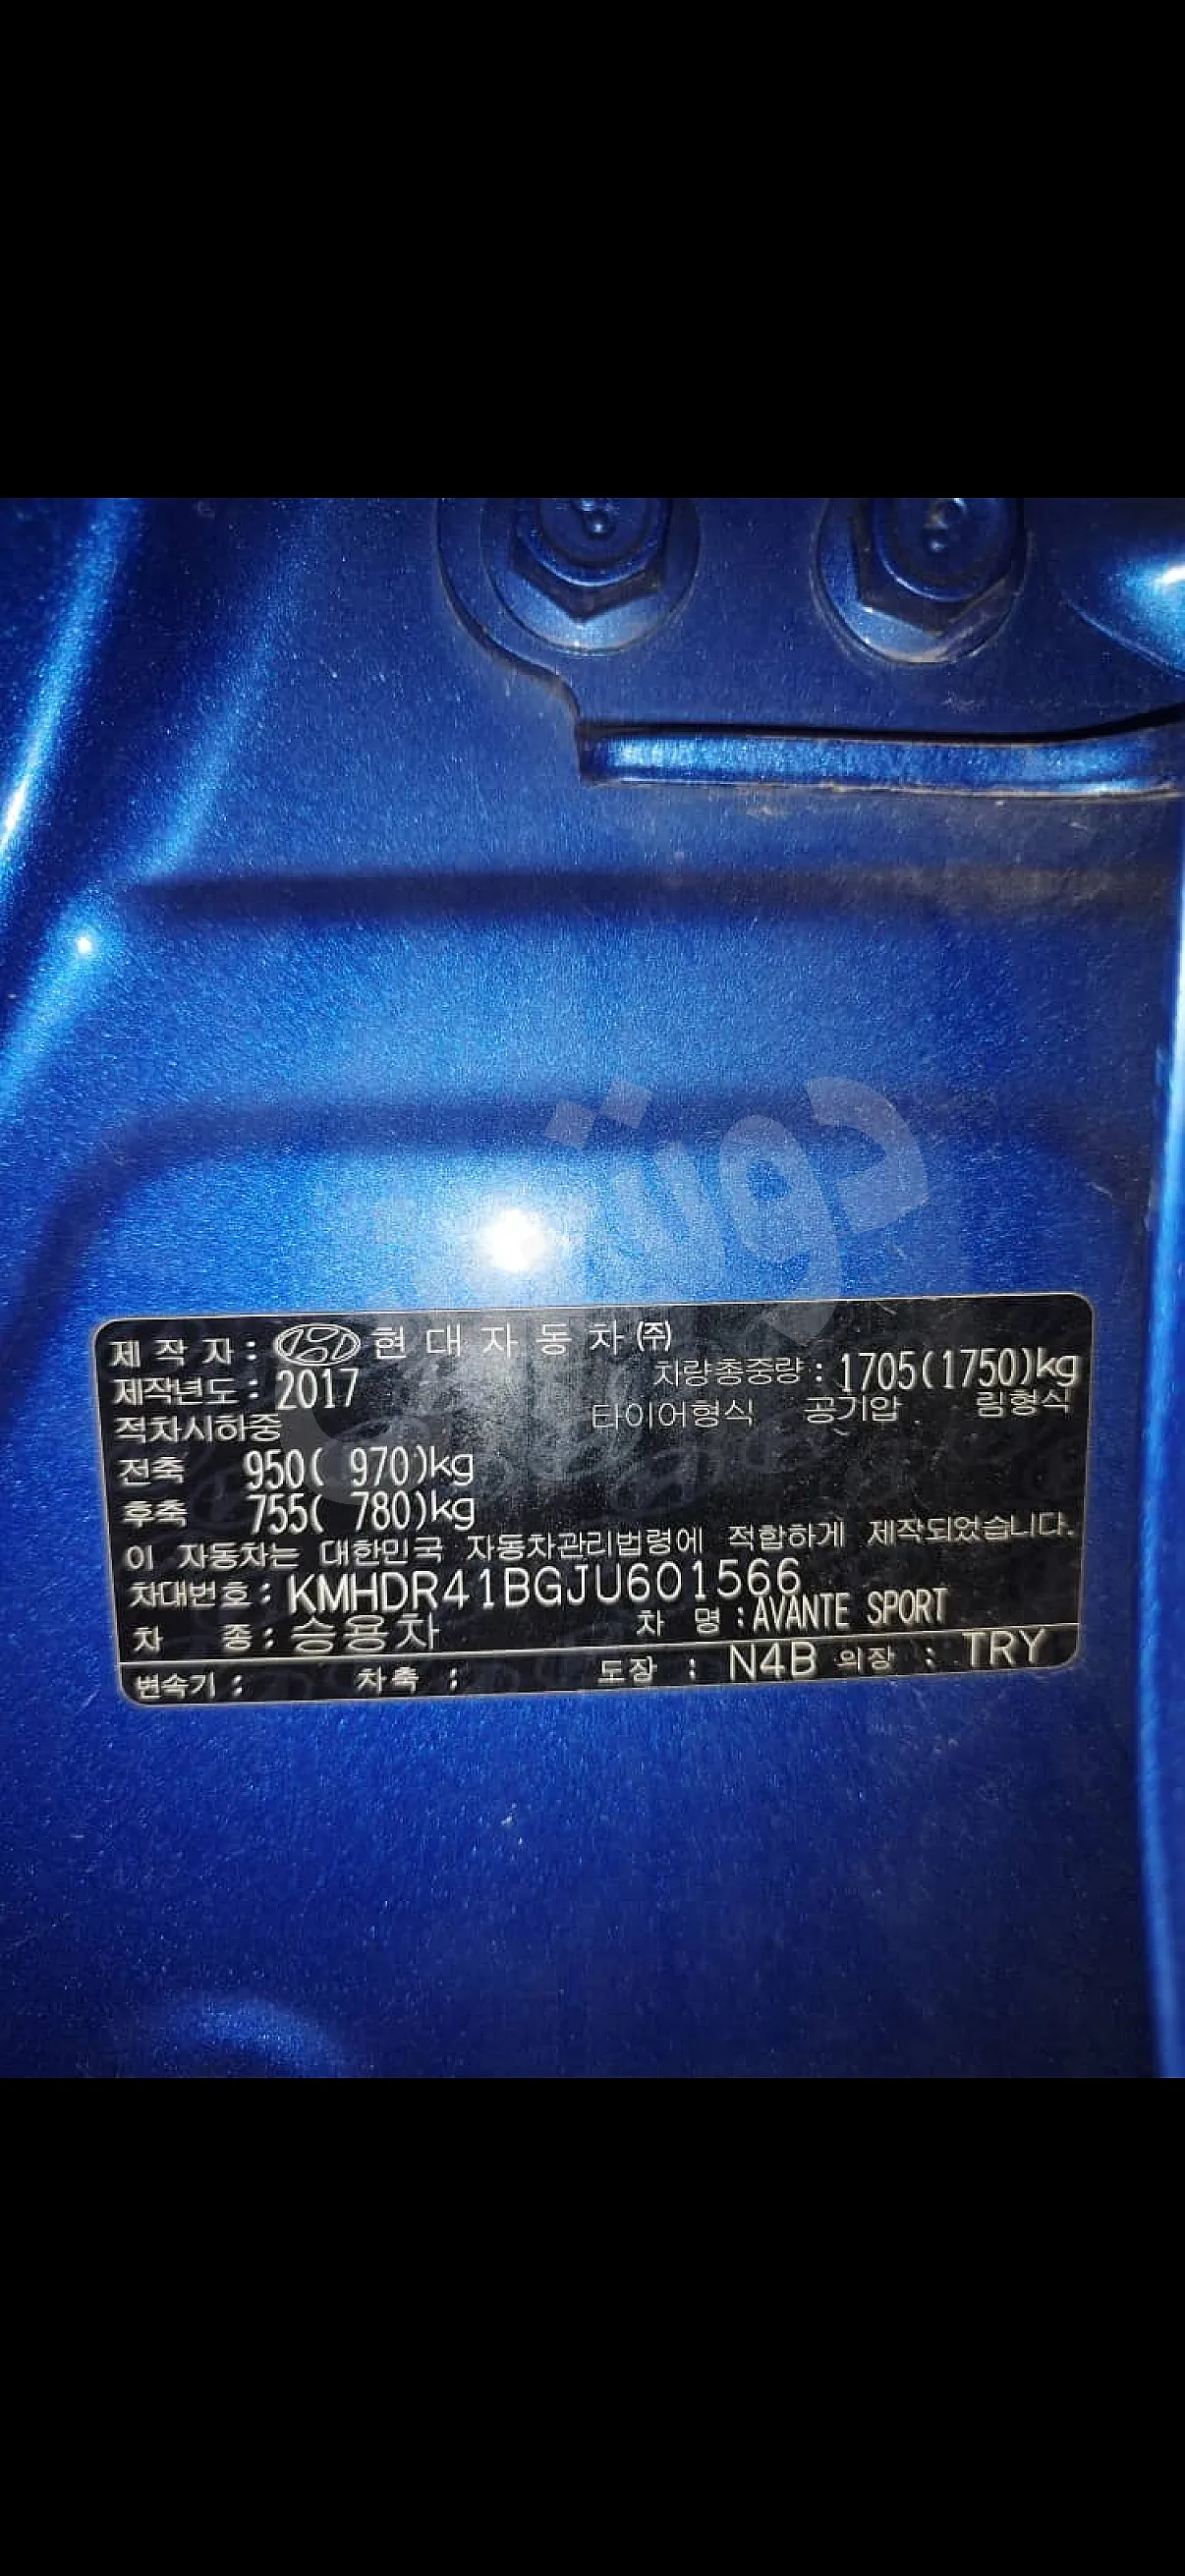 دوبتشي
제 작 자 : 현 대 자 동 차 ㈜
제작년도 : 2017
차량총중량 : 1705(1750)kg
적차시하중
타이어형식 공기압 림형식
전축 950( 970)kg
후축 755( 780)kg
이 자동차는 대한민국 자동차관리법령에 적합하게 제작되었습니다.
차대번호 : KMHDR41BGJU601566
차 종 : 승용차 차 명 : AVANTE SPORT
변속기 : 차축 : 도장 : N4B 의장 : TRY